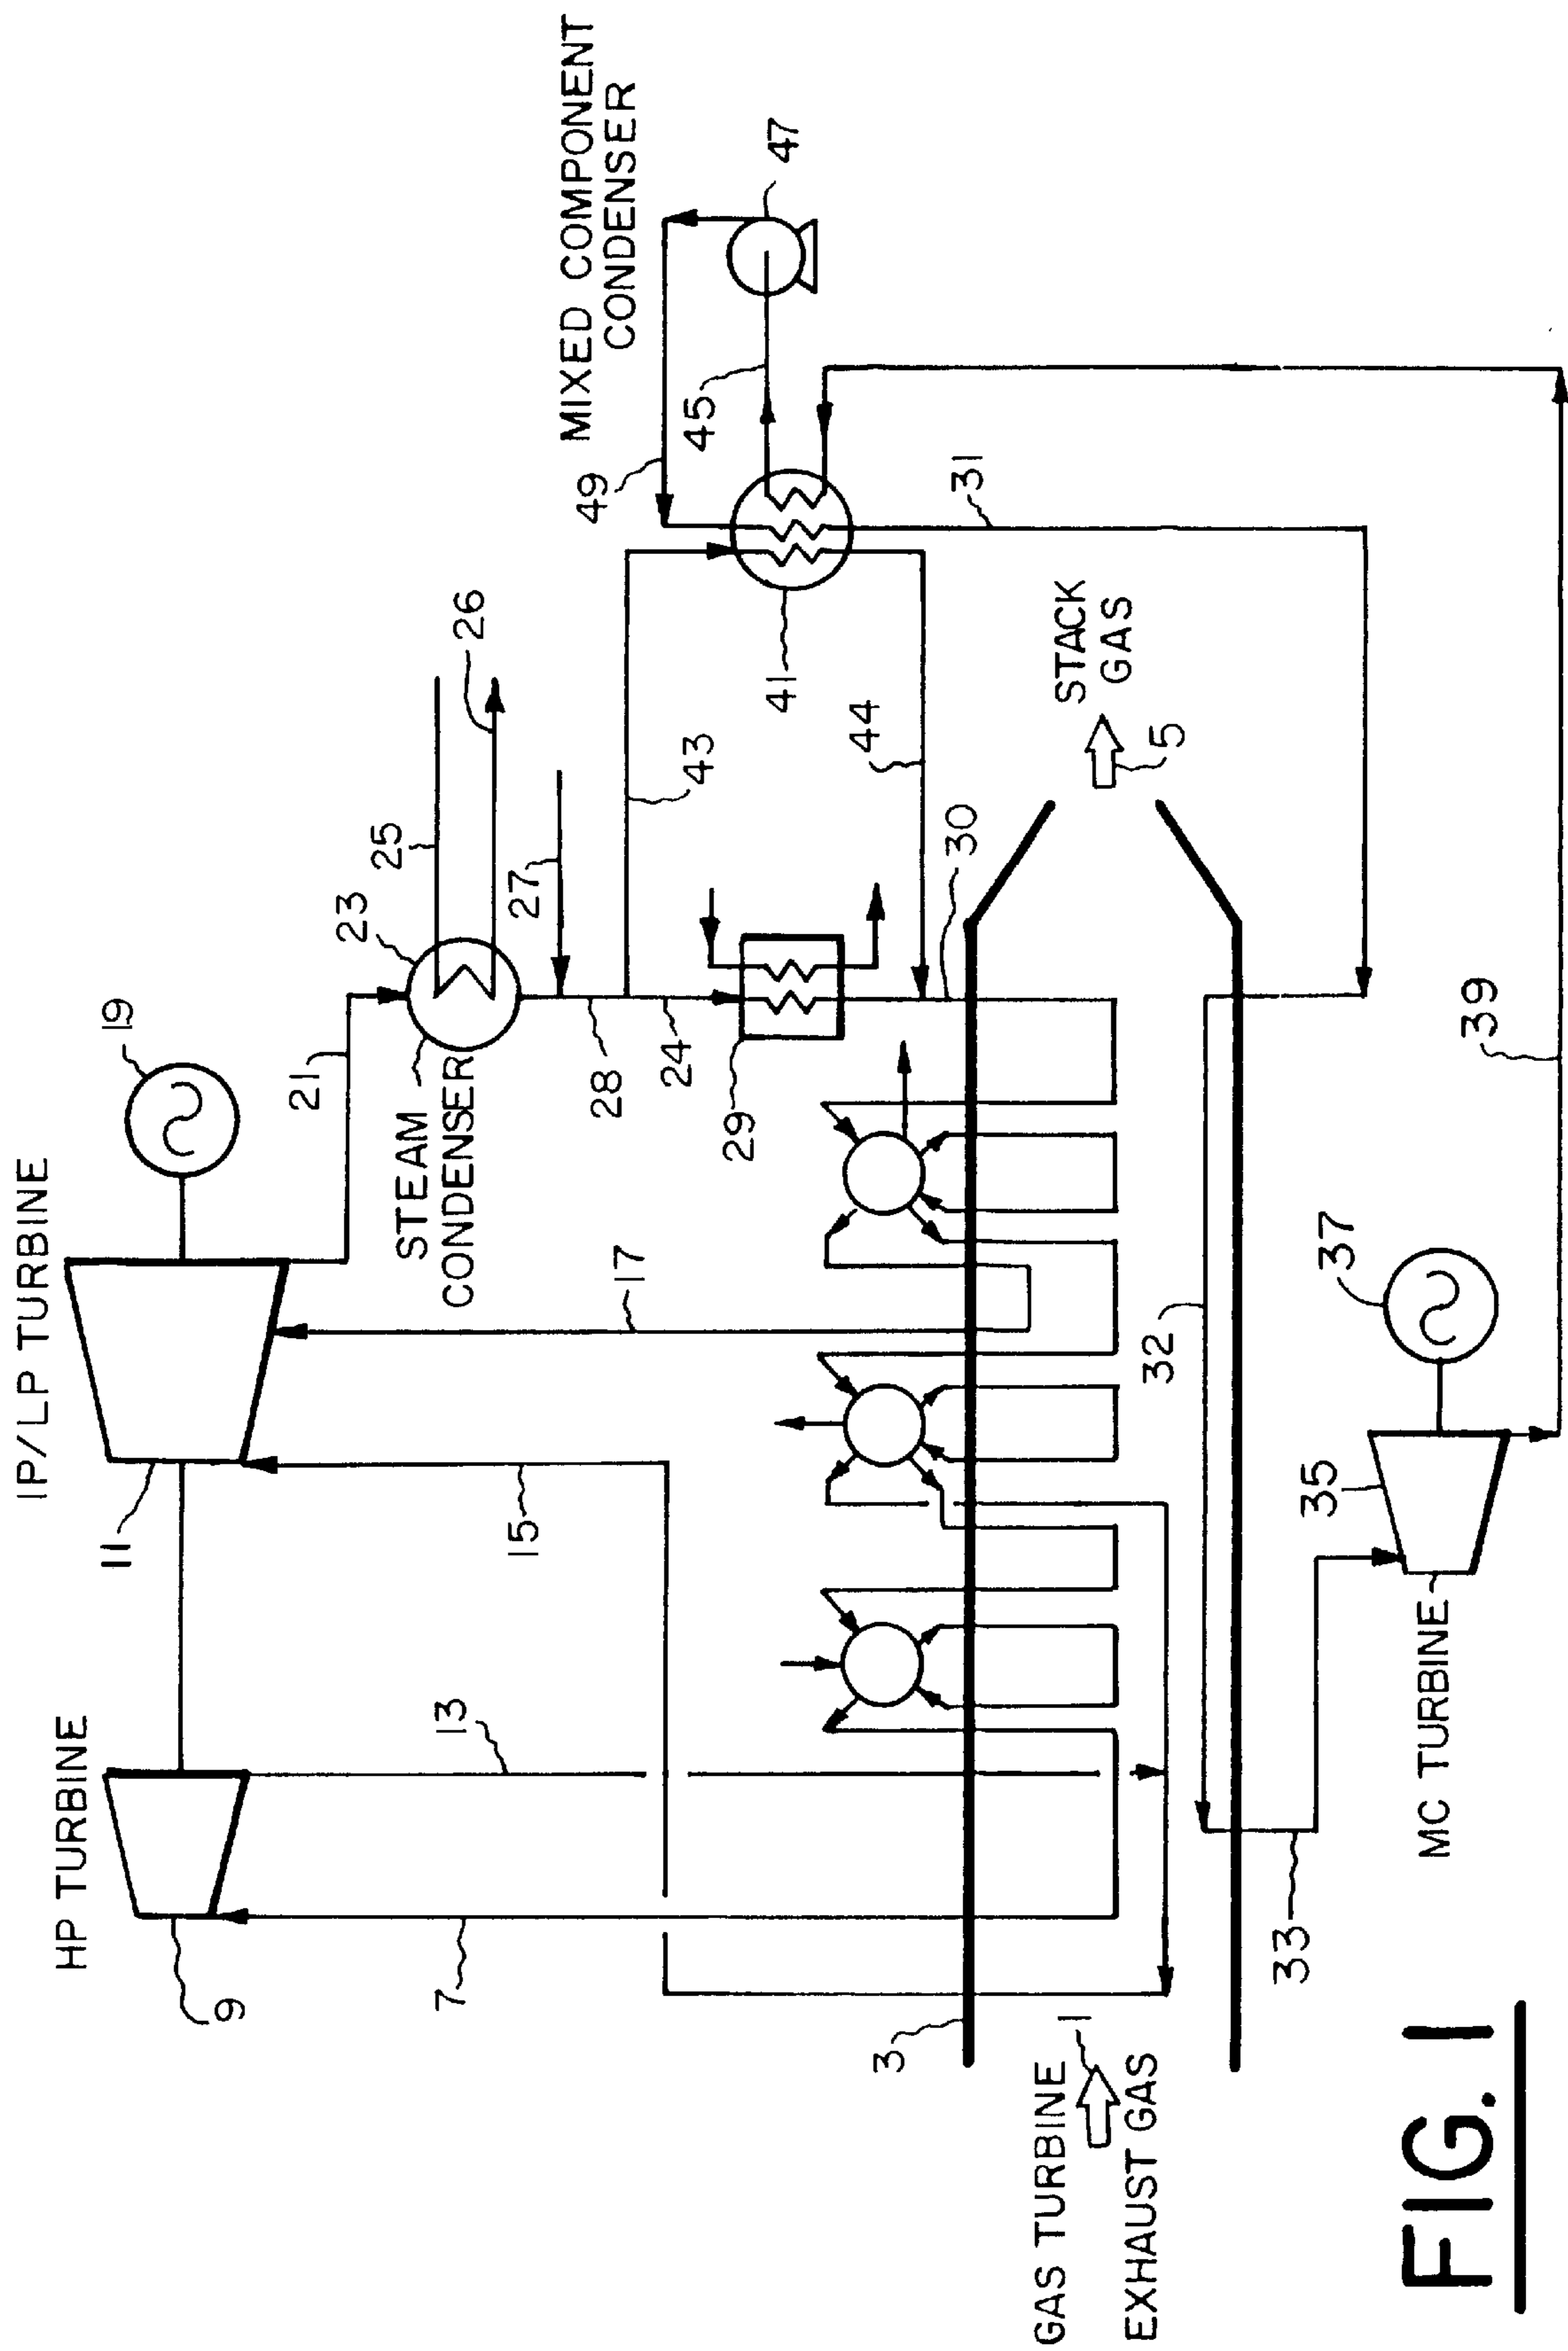 HP TURBINE
IP/LP TURBINE
9
11
19
13
15
17
21
7
STEAM
CONDENSER
23
25
26
27
28
24
29
43
44
30
MIXED COMPONENT
CONDENSER
49
45
47
41
31
3
GAS TURBINE
1
EXHAUST GAS
STACK
GAS
5
32
33
MC TURBINE
35
37
39
FIG. 1